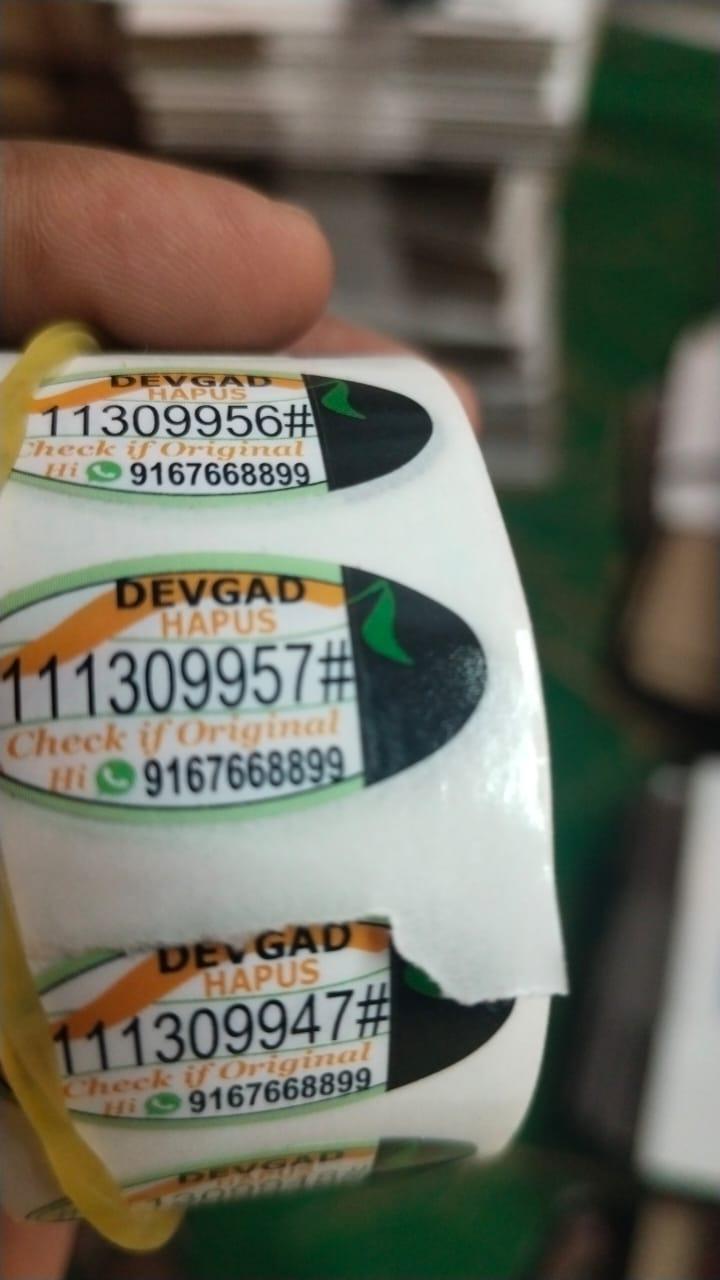 DEVGAD
HAPUS
11309956#
Check if Original
Hi 9167668899
DEVGAD
HAPUS
111309957#
Check if Original
Hi 9167668899
DEVGAD
HAPUS
111309947#
Check if Original
Hi 9167668899
DEVGAD